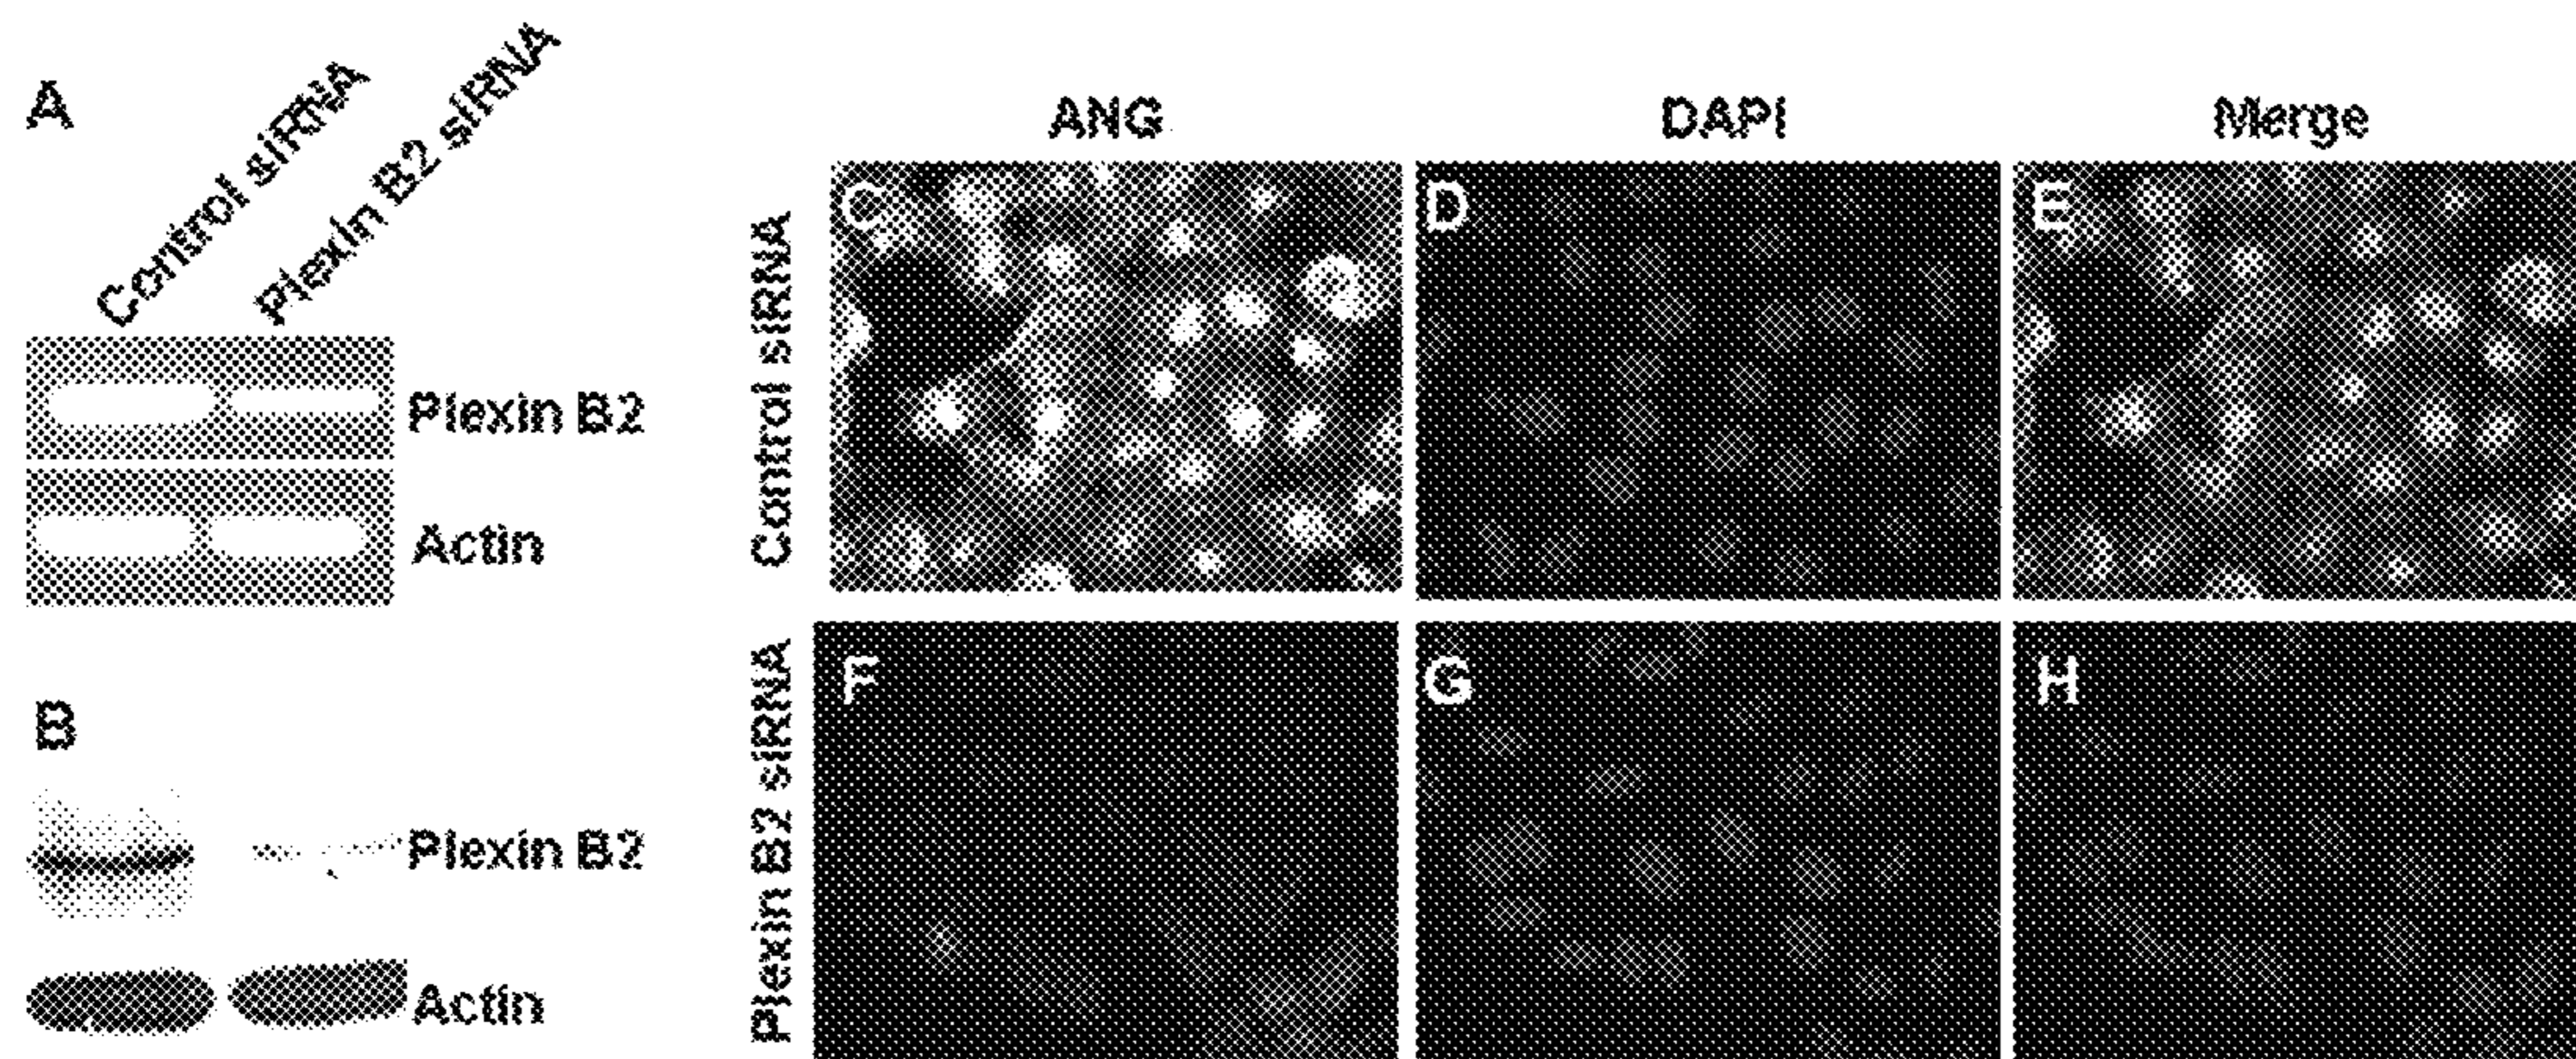 A
Control siRNA
Plexin B2 siRNA
Plexin B2
Actin
B
Plexin B2
Actin
ANG
DAPI
Merge
Control siRNA
C
D
E
Plexin B2 siRNA
F
G
H